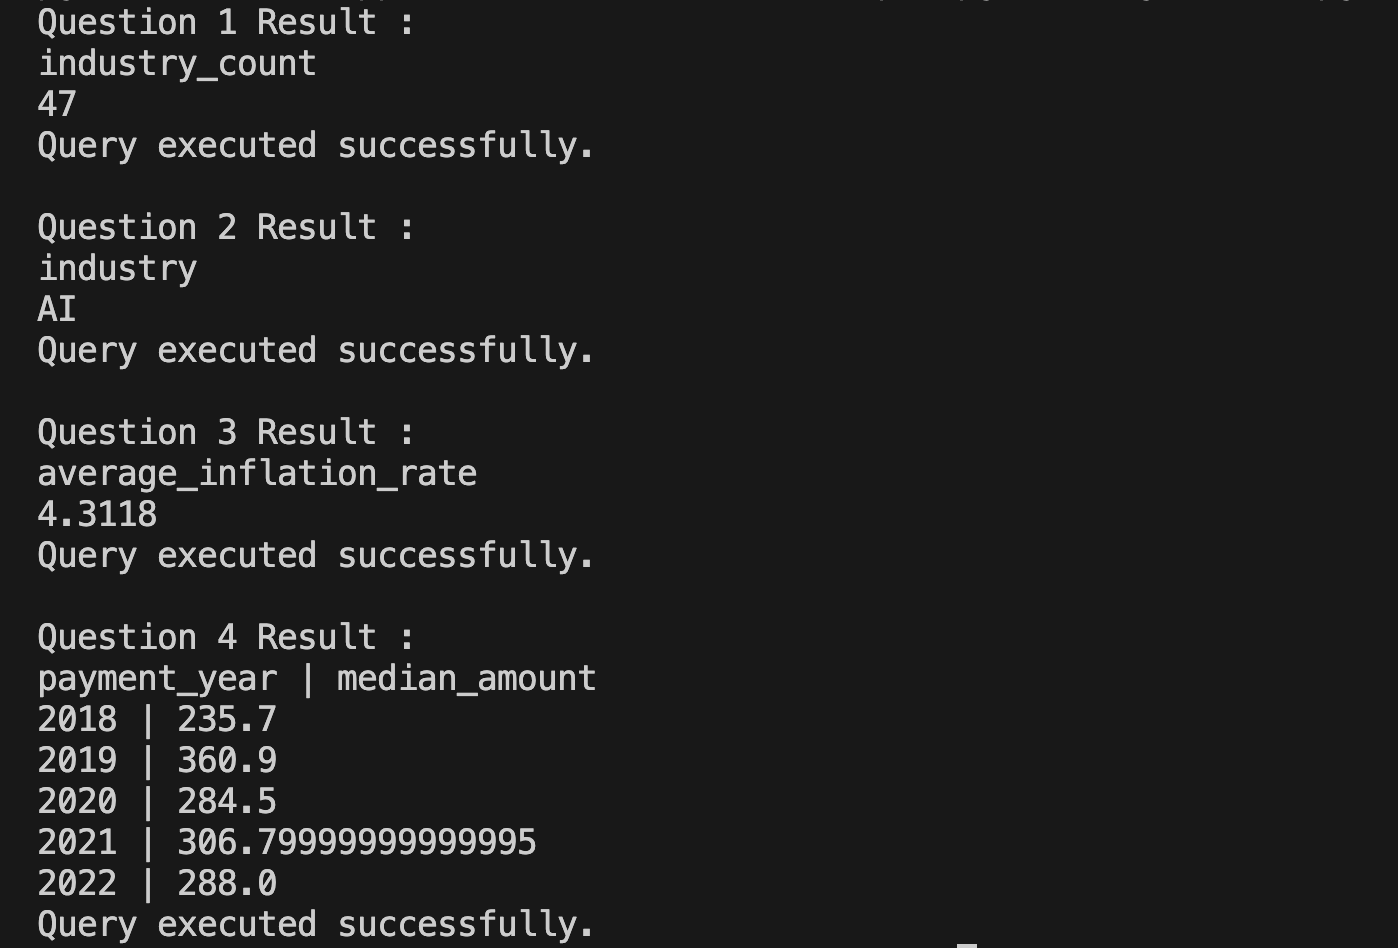 Question 1 Result :
industry_count
47
Query executed successfully.
Question 2 Result :
industry
AI
Query executed successfully.
Question 3 Result :
average_inflation_rate
4.3118
Query executed successfully.
Question 4 Result :
payment_year | median_amount
2018 | 235.7
2019 | 360.9
2020 | 284.5
2021 | 306.79999999999995
2022 | 288.0
Query executed successfully.